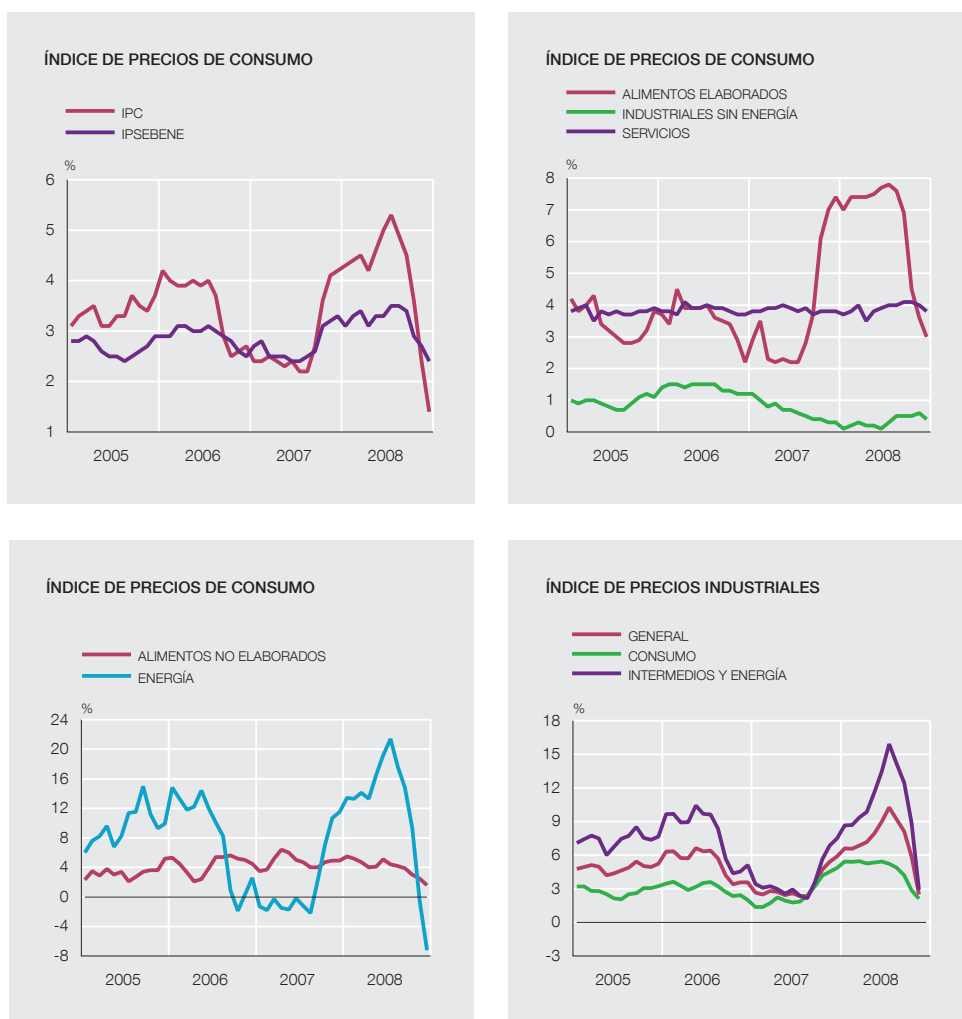 ÍNDICE DE PRECIOS DE CONSUMO
IPC
IPSEBENE
%
6
5
4
3
2
1
2005 2006 2007 2008
ÍNDICE DE PRECIOS DE CONSUMO
ALIMENTOS ELABORADOS
INDUSTRIALES SIN ENERGÍA
SERVICIOS
%
8
7
6
5
4
3
2
1
0
2005 2006 2007 2008
ÍNDICE DE PRECIOS DE CONSUMO
ALIMENTOS NO ELABORADOS
ENERGÍA
%
24
20
16
12
8
4
0
-4
-8
2005 2006 2007 2008
ÍNDICE DE PRECIOS INDUSTRIALES
GENERAL
CONSUMO
INTERMEDIOS Y ENERGÍA
%
18
15
12
9
6
3
0
-3
2005 2006 2007 2008